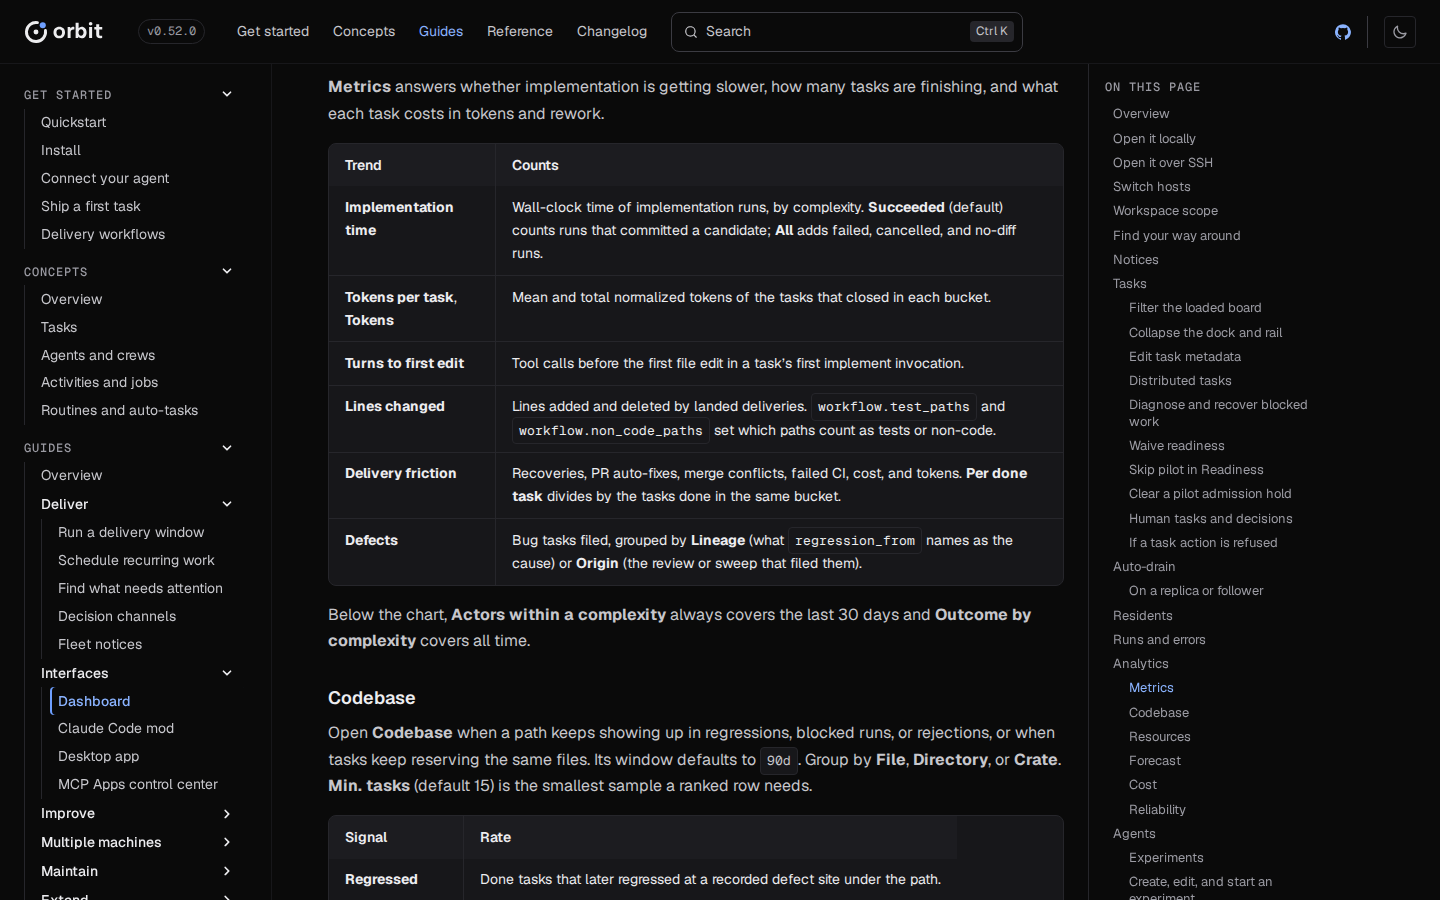 orbit
v0.52.0
Get started
Concepts
Guides
Reference
Changelog
Search
Ctrl K
GET STARTED
Quickstart
Install
Connect your agent
Ship a first task
Delivery workflows
CONCEPTS
Overview
Tasks
Agents and crews
Activities and jobs
Routines and auto-tasks
GUIDES
Overview
Deliver
Run a delivery window
Schedule recurring work
Find what needs attention
Decision channels
Fleet notices
Interfaces
Dashboard
Claude Code mod
Desktop app
MCP Apps control center
Improve
Multiple machines
Maintain
Extend
Metrics answers whether implementation is getting slower, how many tasks are finishing, and what
each task costs in tokens and rework.
Trend
Counts
Implementation
time
Wall-clock time of implementation runs, by complexity. Succeeded (default)
counts runs that committed a candidate; All adds failed, cancelled, and no-diff
runs.
Tokens per task,
Tokens
Mean and total normalized tokens of the tasks that closed in each bucket.
Turns to first edit
Tool calls before the first file edit in a task's first implement invocation.
Lines changed
Lines added and deleted by landed deliveries. workflow.test_paths and
workflow.non_code_paths set which paths count as tests or non-code.
Delivery friction
Recoveries, PR auto-fixes, merge conflicts, failed CI, cost, and tokens. Per done
task divides by the tasks done in the same bucket.
Defects
Bug tasks filed, grouped by Lineage (what regression_from names as the
cause) or Origin (the review or sweep that filed them).
Below the chart, Actors within a complexity always covers the last 30 days and Outcome by
complexity covers all time.
Codebase
Open Codebase when a path keeps showing up in regressions, blocked runs, or rejections, or when
tasks keep reserving the same files. Its window defaults to 90d. Group by File, Directory, or Crate.
Min. tasks (default 15) is the smallest sample a ranked row needs.
Signal
Rate
Regressed
Done tasks that later regressed at a recorded defect site under the path.
ON THIS PAGE
Overview
Open it locally
Open it over SSH
Switch hosts
Workspace scope
Find your way around
Notices
Tasks
Filter the loaded board
Collapse the dock and rail
Edit task metadata
Distributed tasks
Diagnose and recover blocked
work
Waive readiness
Skip pilot in Readiness
Clear a pilot admission hold
Human tasks and decisions
If a task action is refused
Auto-drain
On a replica or follower
Residents
Runs and errors
Analytics
Metrics
Codebase
Resources
Forecast
Cost
Reliability
Agents
Experiments
Create, edit, and start an
experiment